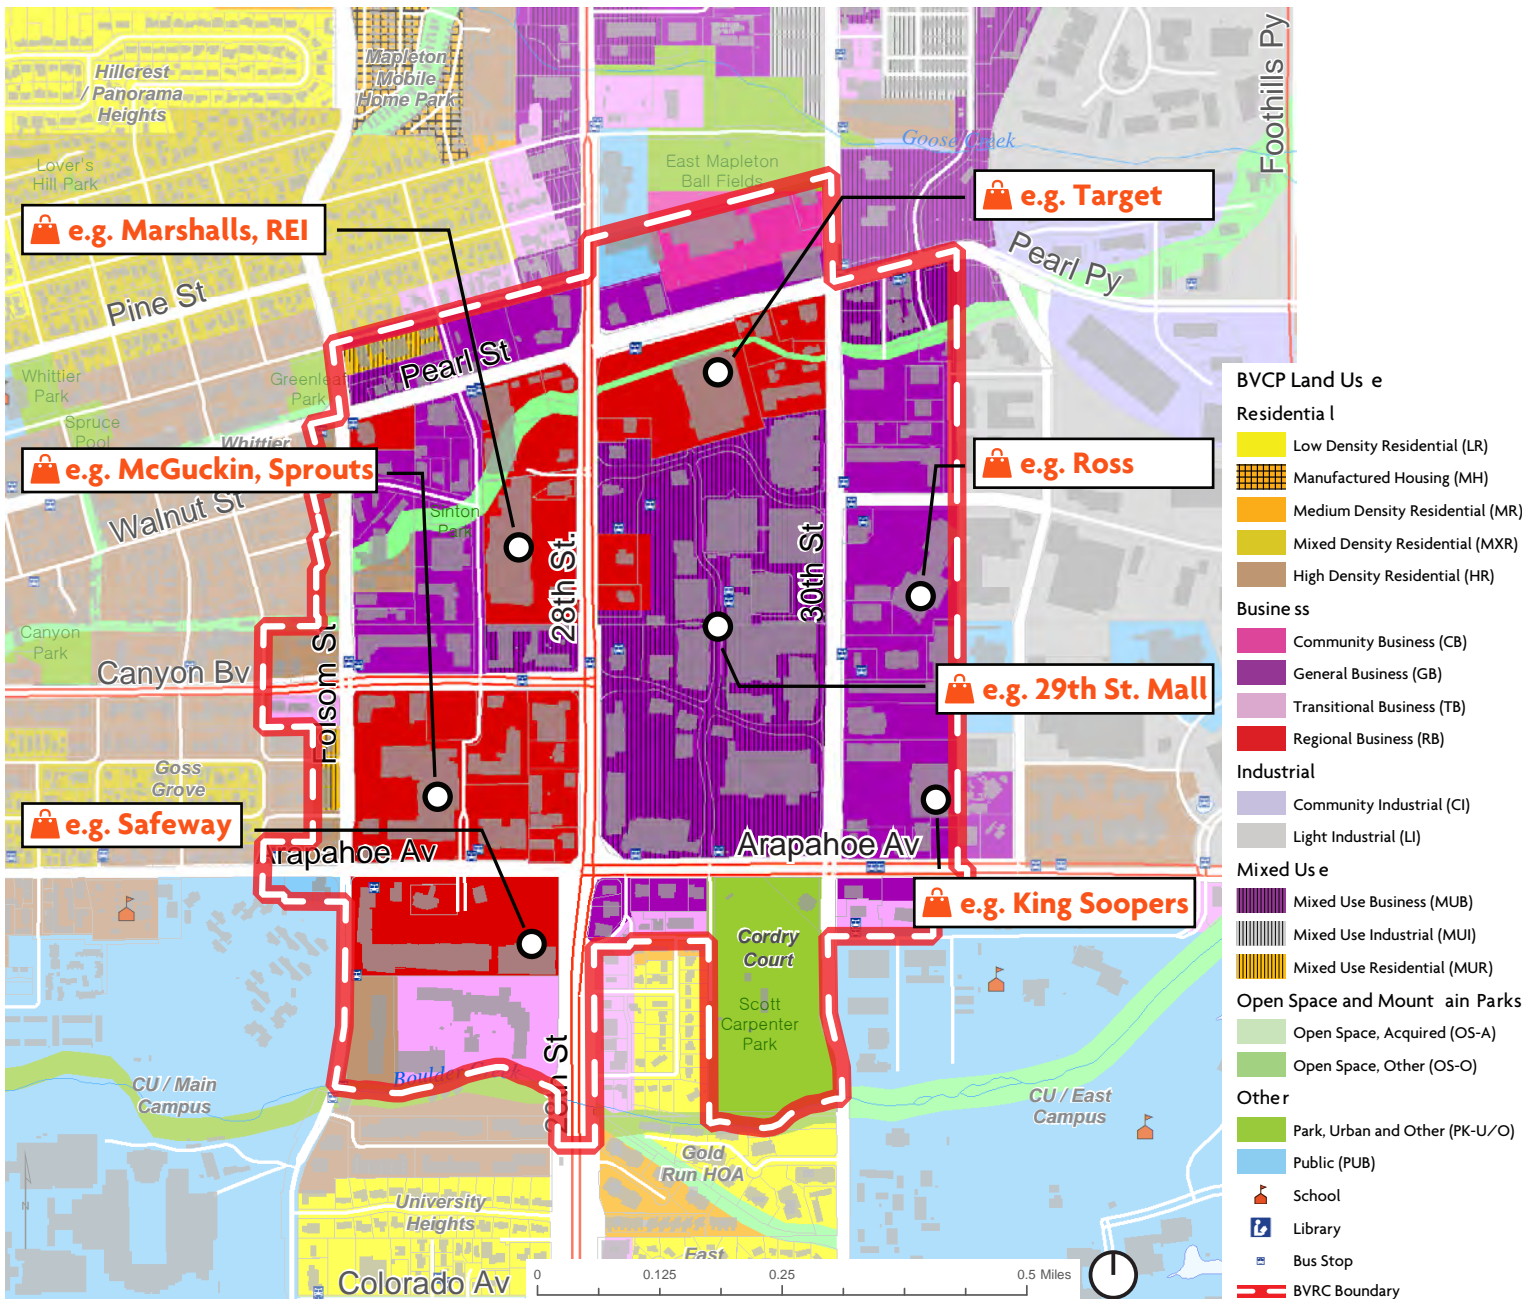 Hillcrest
/ Panorama
Heights
Mapleton
Mobile
Home Park
Foothills Py
Goose Creek
Lover's
Hill Park
East Mapleton
Ball Fields
e.g. Target
e.g. Marshalls, REI
Pearl Py
Pine St
Pearl St
Whittier
Park
Greenleaf
Park
Spruce
Pool
Whittier
e.g. McGuckin, Sprouts
e.g. Ross
Walnut St
Sinton
Park
28th St.
30th St
Canyon
Park
Canyon Bv
Folsom St
e.g. 29th St. Mall
Goss
Grove
e.g. Safeway
Arapahoe Av
Arapahoe Av
e.g. King Soopers
Cordry
Court
Scott
Carpenter
Park
28th St
Boulder Creek
CU / Main
Campus
CU / East
Campus
Gold
Run HOA
University
Heights
East
Colorado Av
0
0.125
0.25
0.5 Miles
N
BVCP Land Us e
Residentia l
Low Density Residential (LR)
Manufactured Housing (MH)
Medium Density Residential (MR)
Mixed Density Residential (MXR)
High Density Residential (HR)
Busine ss
Community Business (CB)
General Business (GB)
Transitional Business (TB)
Regional Business (RB)
Industrial
Community Industrial (CI)
Light Industrial (LI)
Mixed Us e
Mixed Use Business (MUB)
Mixed Use Industrial (MUI)
Mixed Use Residential (MUR)
Open Space and Mount ain Parks
Open Space, Acquired (OS-A)
Open Space, Other (OS-O)
Other
Park, Urban and Other (PK-U/O)
Public (PUB)
School
Library
Bus Stop
BVRC Boundary